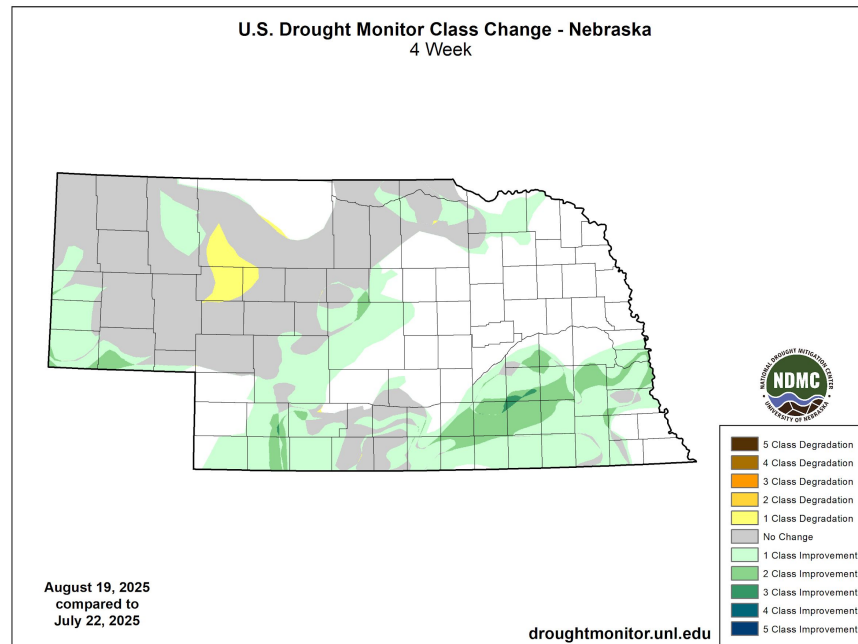 U.S. Drought Monitor Class Change - Nebraska
4 Week
NATIONAL DROUGHT MITIGATION CENTER
NDMC
UNIVERSITY OF NEBRASKA
5 Class Degradation
4 Class Degradation
3 Class Degradation
2 Class Degradation
1 Class Degradation
No Change
1 Class Improvement
2 Class Improvement
3 Class Improvement
4 Class Improvement
5 Class Improvement
August 19, 2025
compared to
July 22, 2025
droughtmonitor.unl.edu